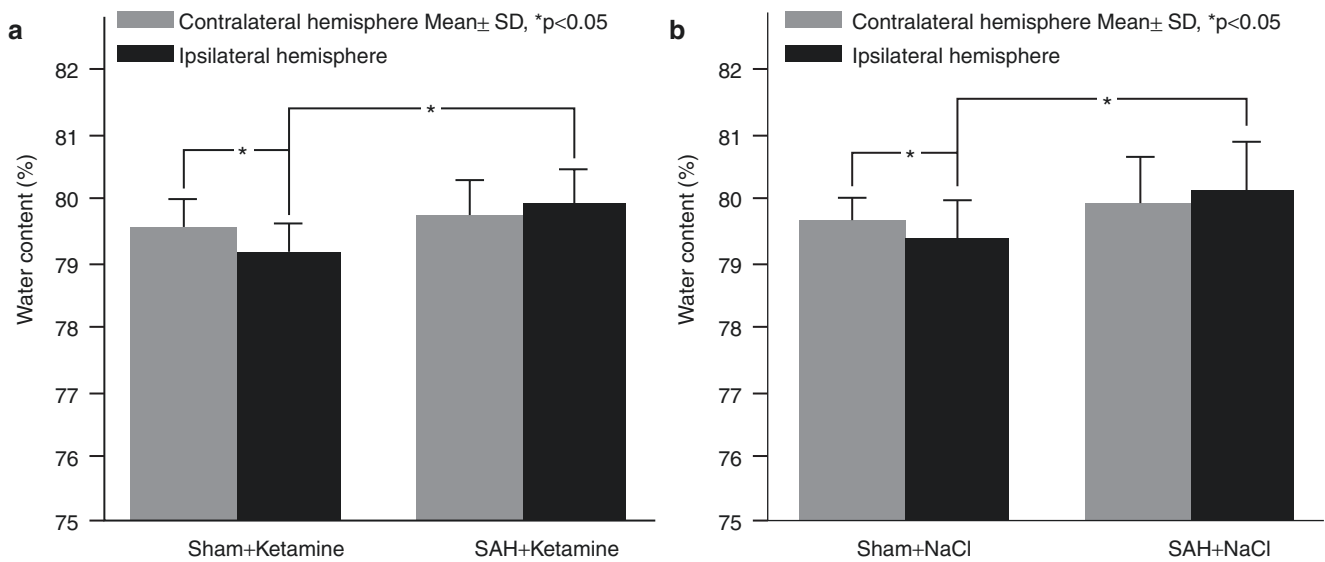 a
Contralateral hemisphere Mean± SD, *p<0.05
Ipsilateral hemisphere
Water content (%)
82
81
80
79
78
77
76
75
*
*
Sham+Ketamine
SAH+Ketamine
b
Contralateral hemisphere Mean± SD, *p<0.05
Ipsilateral hemisphere
Water content (%)
82
81
80
79
78
77
76
75
*
*
Sham+NaCl
SAH+NaCl